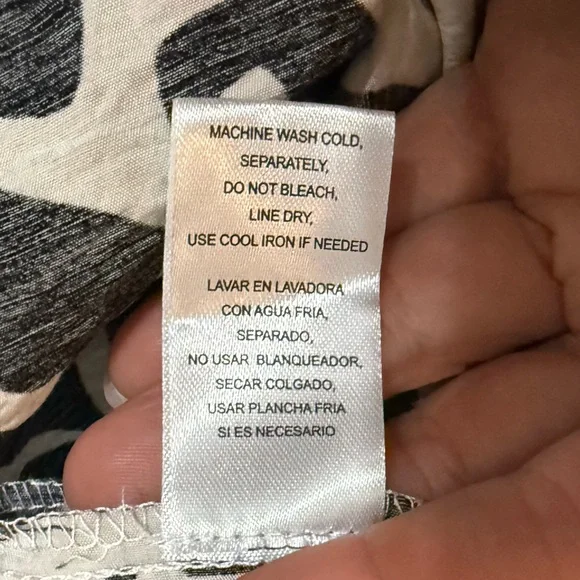 MACHINE WASH COLD,
SEPARATELY,
DO NOT BLEACH,
LINE DRY,
USE COOL IRON IF NEEDED
LAVAR EN LAVADORA
CON AGUA FRIA,
SEPARADO,
NO USAR BLANQUEADOR,
SECAR COLGADO,
USAR PLANCHA FRIA
SI ES NECESARIO